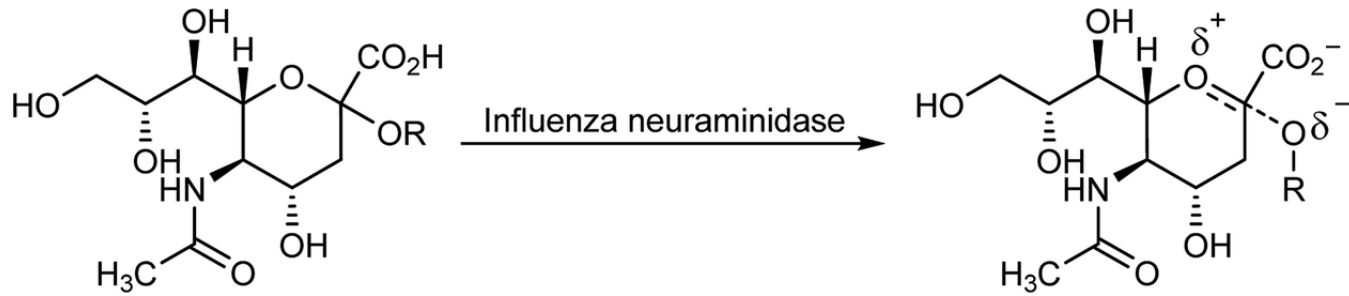 OH
H
O
CO₂H
HO
OR
OH
HN
OH
H₃C
O
Influenza neuraminidase
OH
δ⁺
H
O
CO₂⁻
HO
O
δ⁻
OH
R
HN
OH
H₃C
O